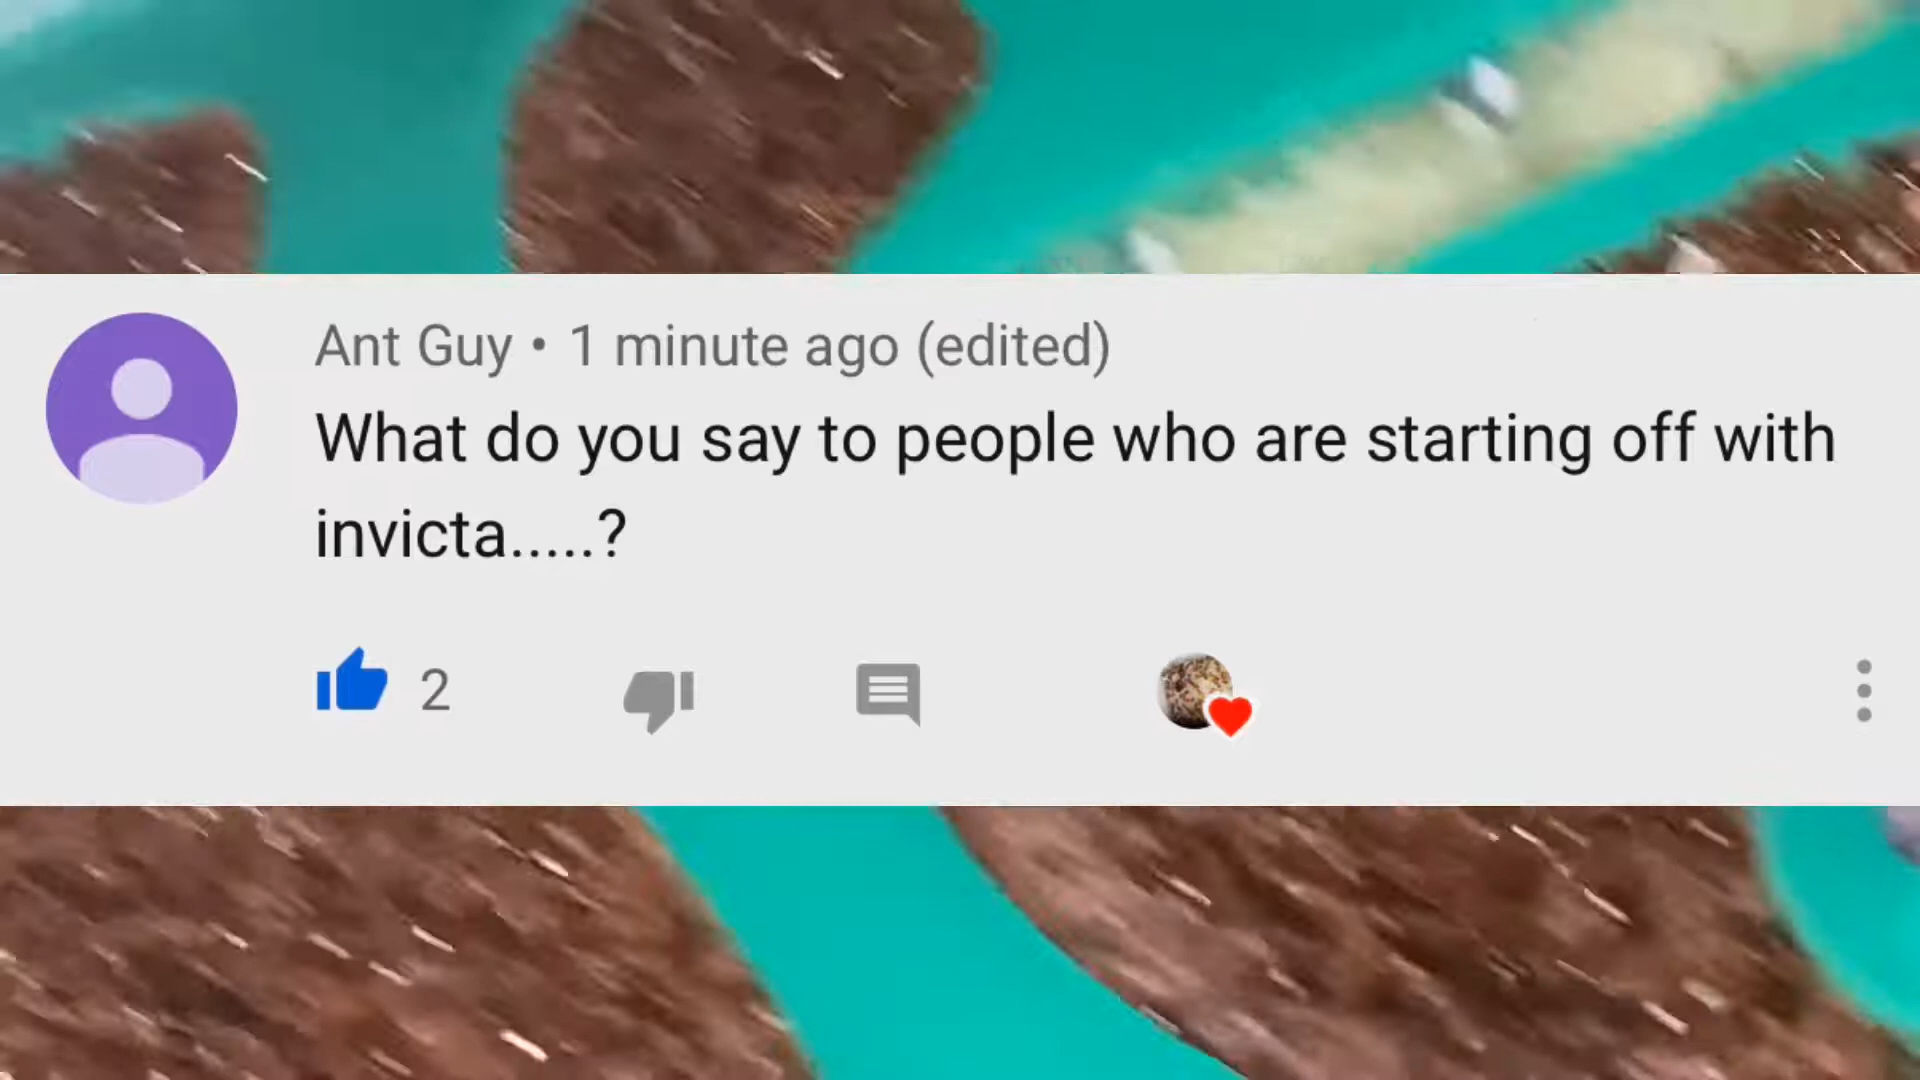 Ant Guy • 1 minute ago (edited)
What do you say to people who are starting off with
invicta.....?
2